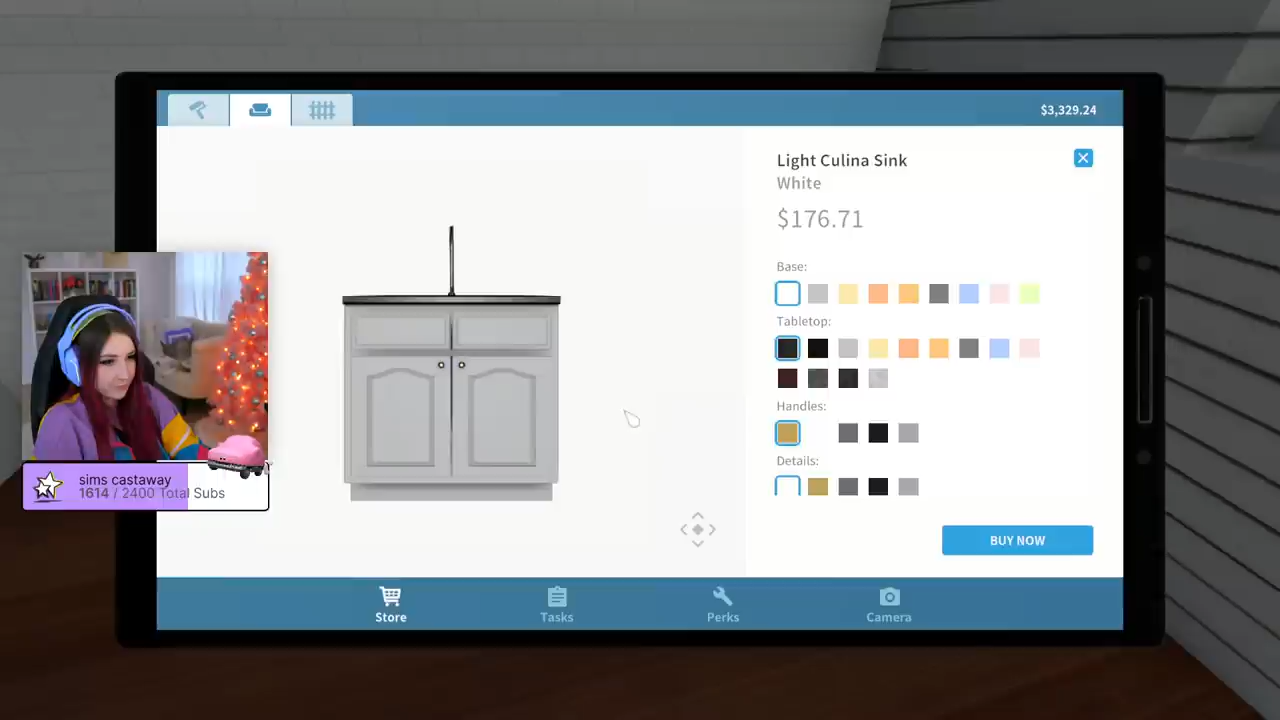 $3,329.24
Light Culina Sink
White
$176.71
Base:
Tabletop:
Handles:
Details:
BUY NOW
sims castaway
1614 / 2400 Total Subs
Store
Tasks
Perks
Camera